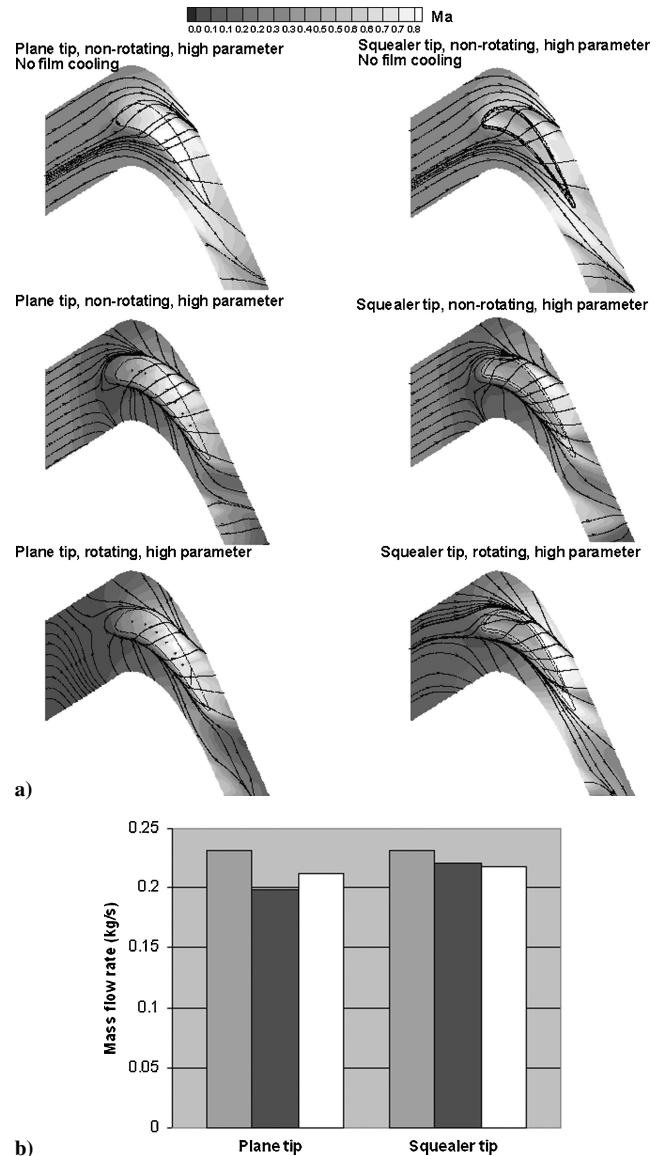 Ma
0.0 0.1 0.1 0.2 0.2 0.3 0.3 0.4 0.4 0.5 0.5 0.6 0.6 0.7 0.7 0.8
Plane tip, non-rotating, high parameter
No film cooling
Squealer tip, non-rotating, high parameter
No film cooling
Plane tip, non-rotating, high parameter
Squealer tip, non-rotating, high parameter
Plane tip, rotating, high parameter
Squealer tip, rotating, high parameter
a)
0.25
0.2
0.15
0.1
0.05
0
Mass flow rate (kg/s)
Plane tip
Squealer tip
b)